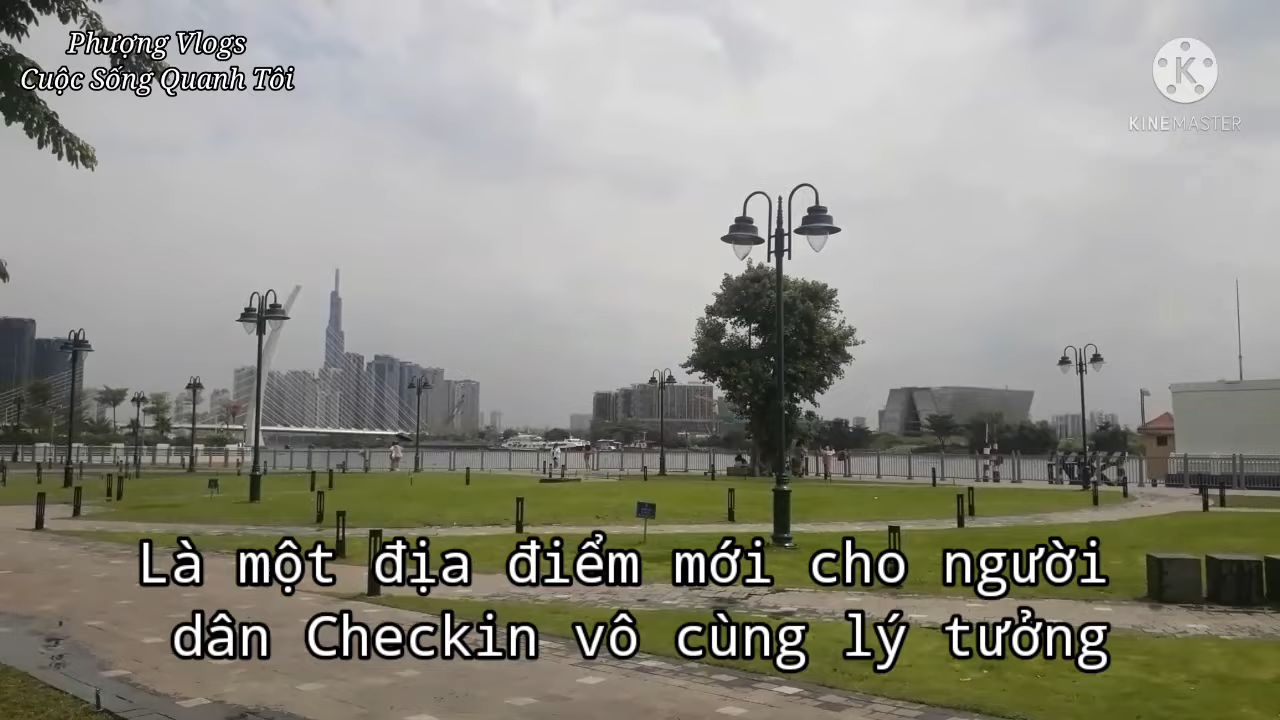 Phượng Vlogs
Cuộc Sống Quanh Tôi
K
KINEMASTER
Là một địa điểm mới cho người
dân Checkin vô cùng lý tưởng